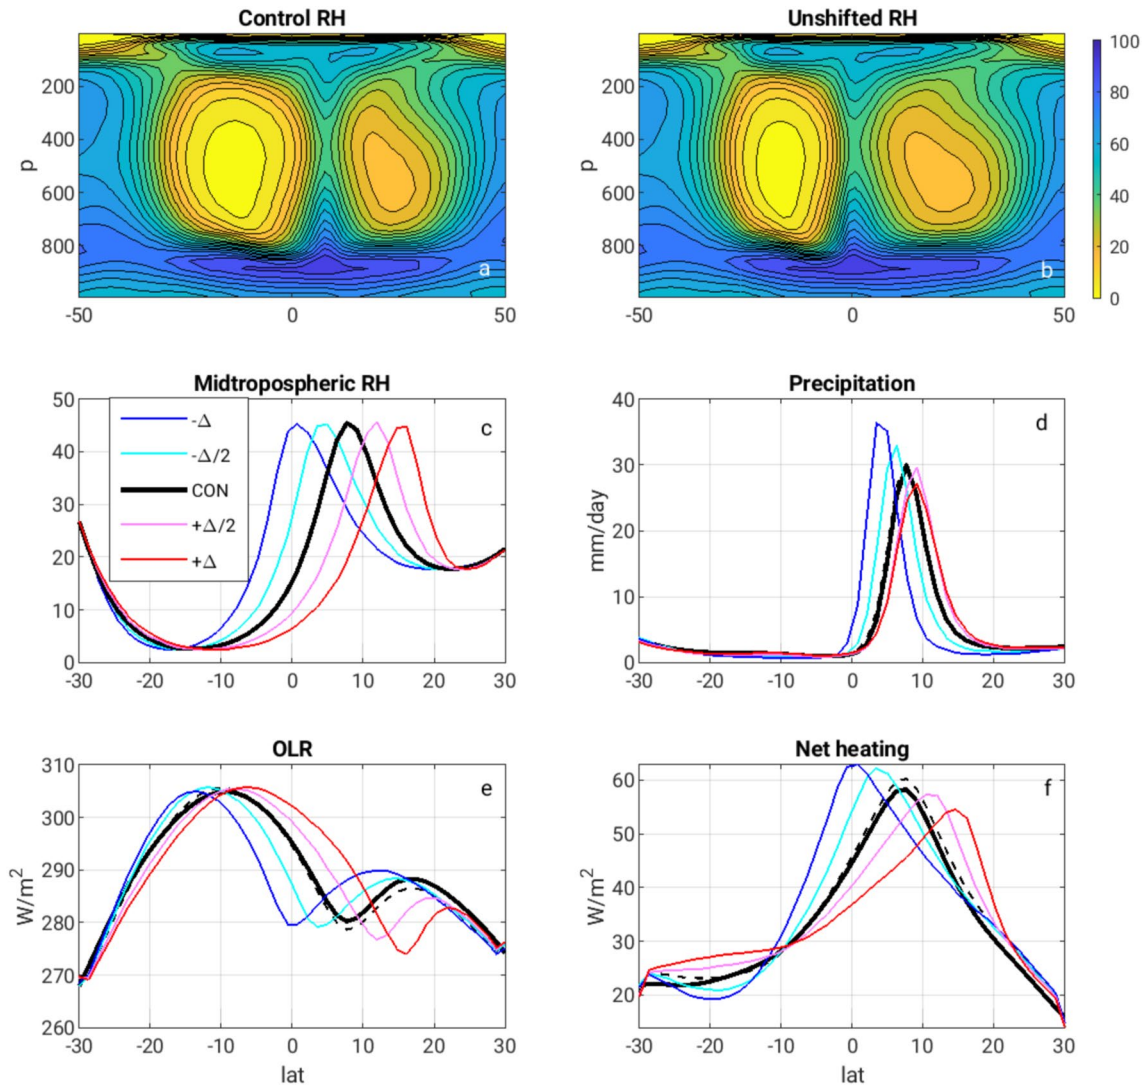 Control RH
Unshifted RH
p
200
400
600
800
a
-50
0
50
p
200
400
600
800
b
-50
0
50
100
80
60
40
20
0
Midtropospheric RH
50
40
30
20
10
0
c
-Δ
-Δ/2
CON
+Δ/2
+Δ
-30
-20
-10
0
10
20
30
Precipitation
mm/day
40
30
20
10
0
d
-30
-20
-10
0
10
20
30
OLR
W/m²
310
300
290
280
270
260
e
-30
-20
-10
0
10
20
30
lat
Net heating
W/m²
60
50
40
30
20
f
-30
-20
-10
0
10
20
30
lat